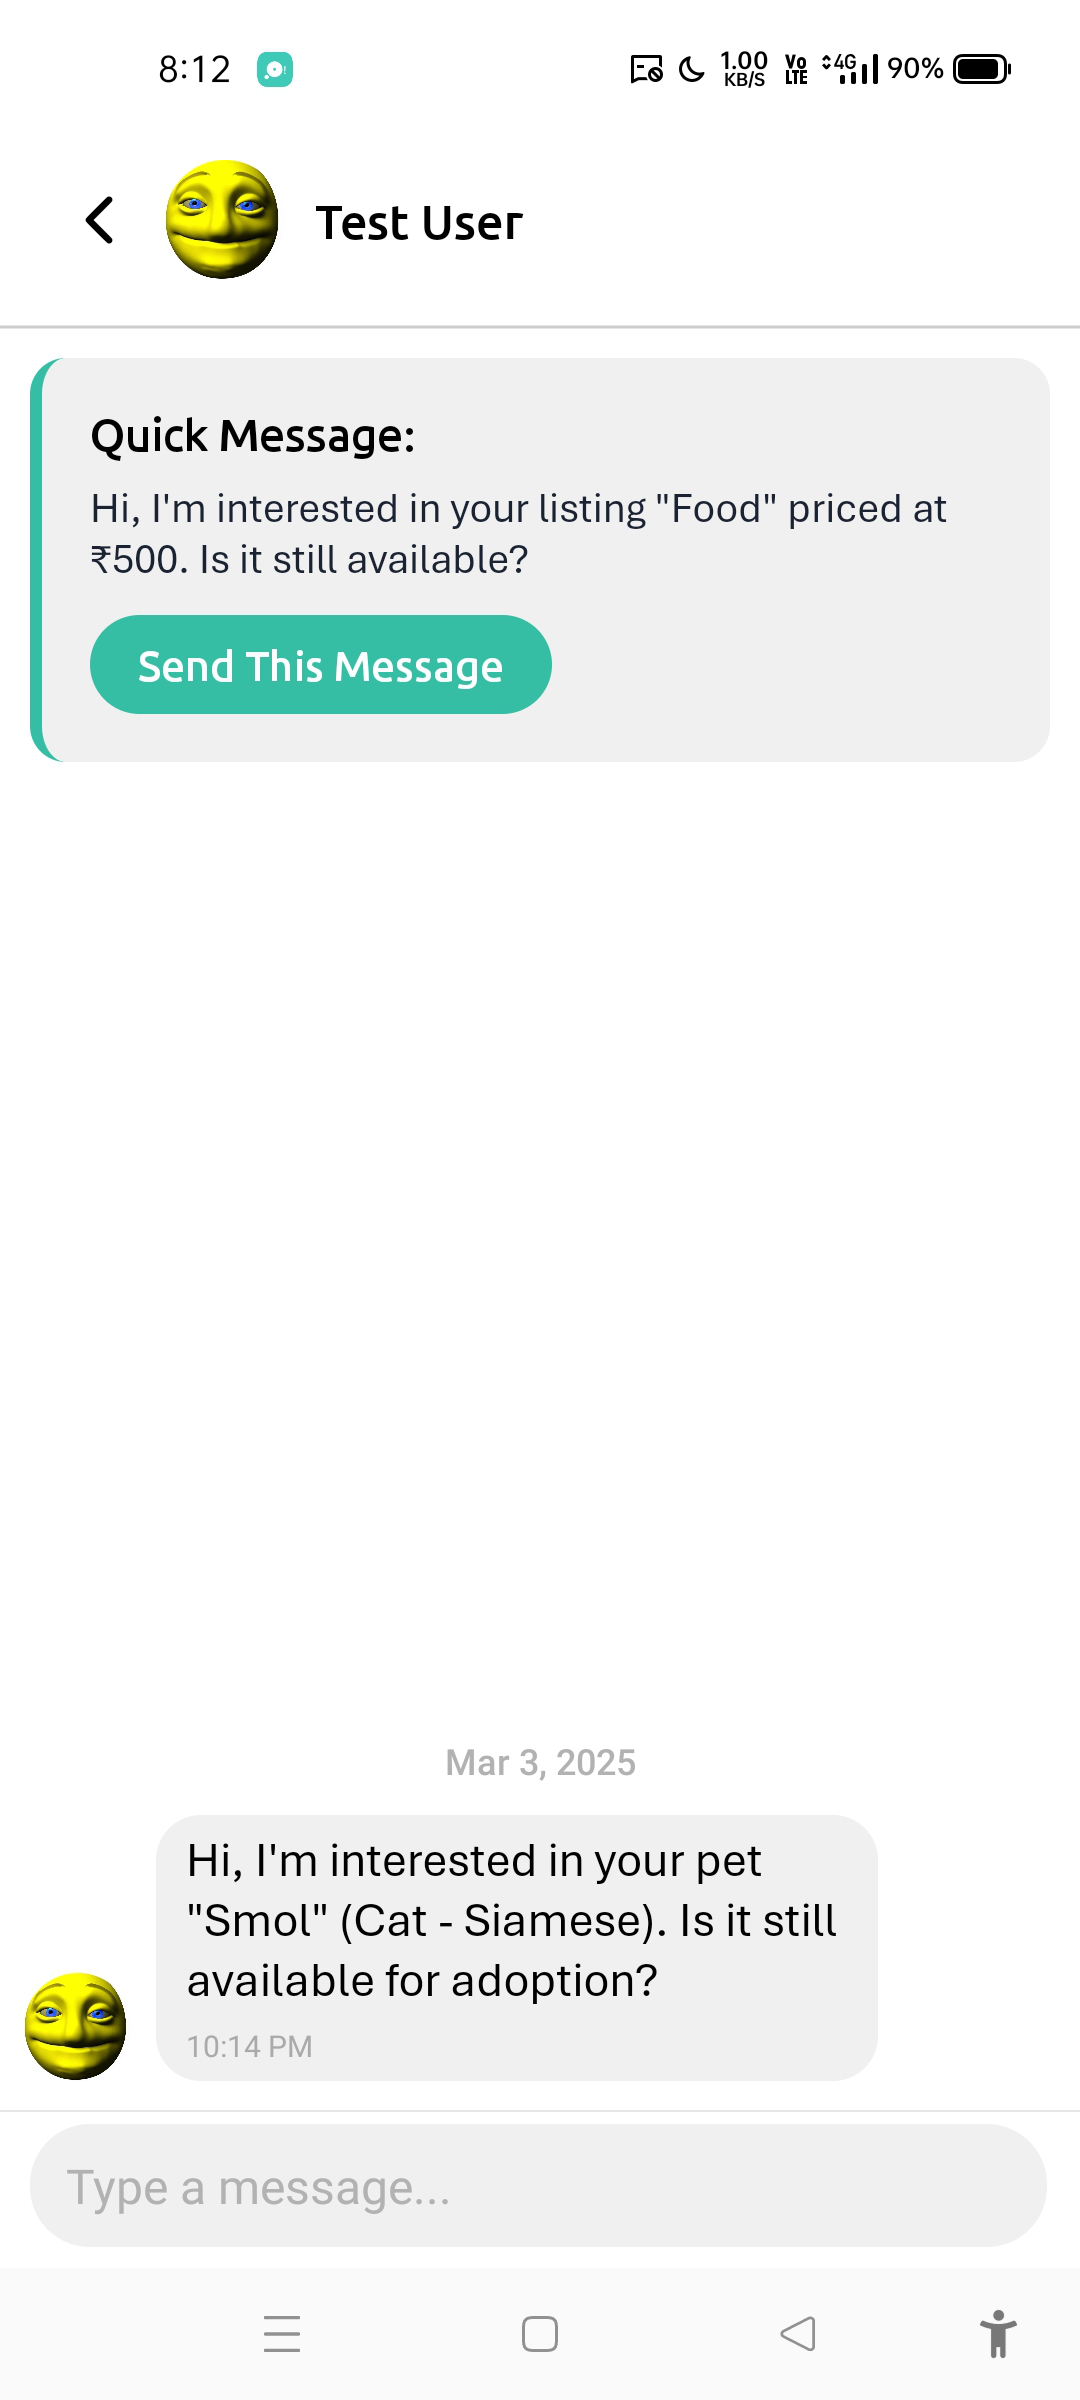 8:12
1.00
KB/S
Vo
LTE
4G
90%
Test User
Quick Message:
Hi, I'm interested in your listing "Food" priced at
₹500. Is it still available?
Send This Message
Mar 3, 2025
Hi, I'm interested in your pet
"Smol" (Cat - Siamese). Is it still
available for adoption?
10:14 PM
Type a message...